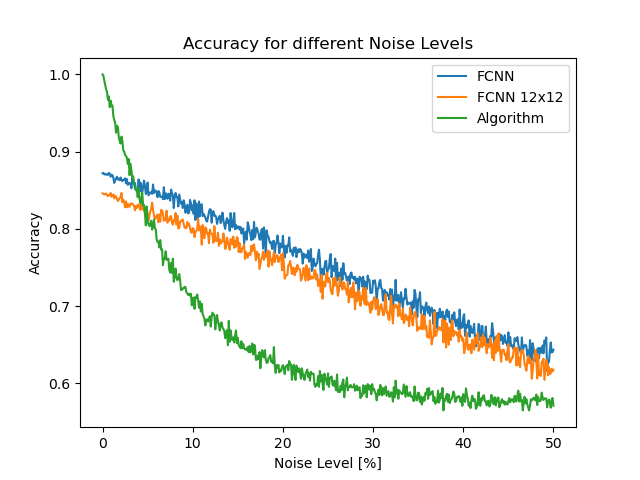 Accuracy for different Noise Levels
FCNN
FCNN 12x12
Algorithm
1.0
0.9
0.8
0.7
0.6
Accuracy
0
10
20
30
40
50
Noise Level [%]